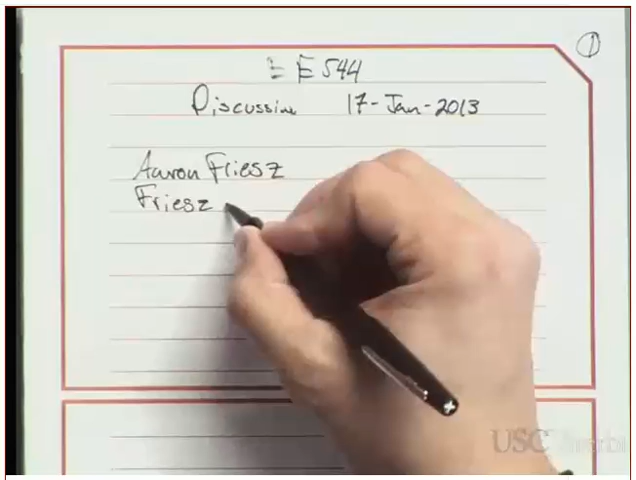 ①
EE 544
Discussion 17-Jan-2013
Aaron Friesz
Friesz
USC